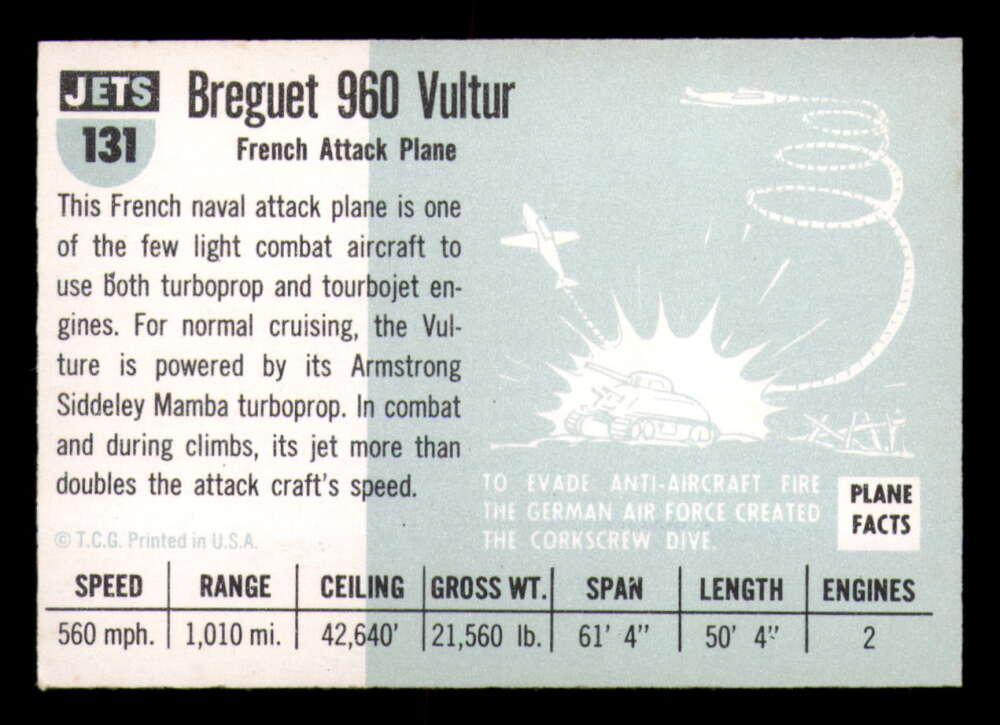 JETS
131
Breguet 960 Vultur
French Attack Plane
This French naval attack plane is one
of the few light combat aircraft to
use both turboprop and tourbojet en-
gines. For normal cruising, the Vul-
ture is powered by its Armstrong
Siddeley Mamba turboprop. In combat
and during climbs, its jet more than
doubles the attack craft's speed.
© T.C.G. Printed in U.S.A.
TO EVADE ANTI-AIRCRAFT FIRE
THE GERMAN AIR FORCE CREATED
THE CORKSCREW DIVE.
PLANE
FACTS
SPEED RANGE CEILING GROSS WT. SPAN LENGTH ENGINES
560 mph. 1,010 mi. 42,640' 21,560 lb. 61' 4" 50' 4" 2